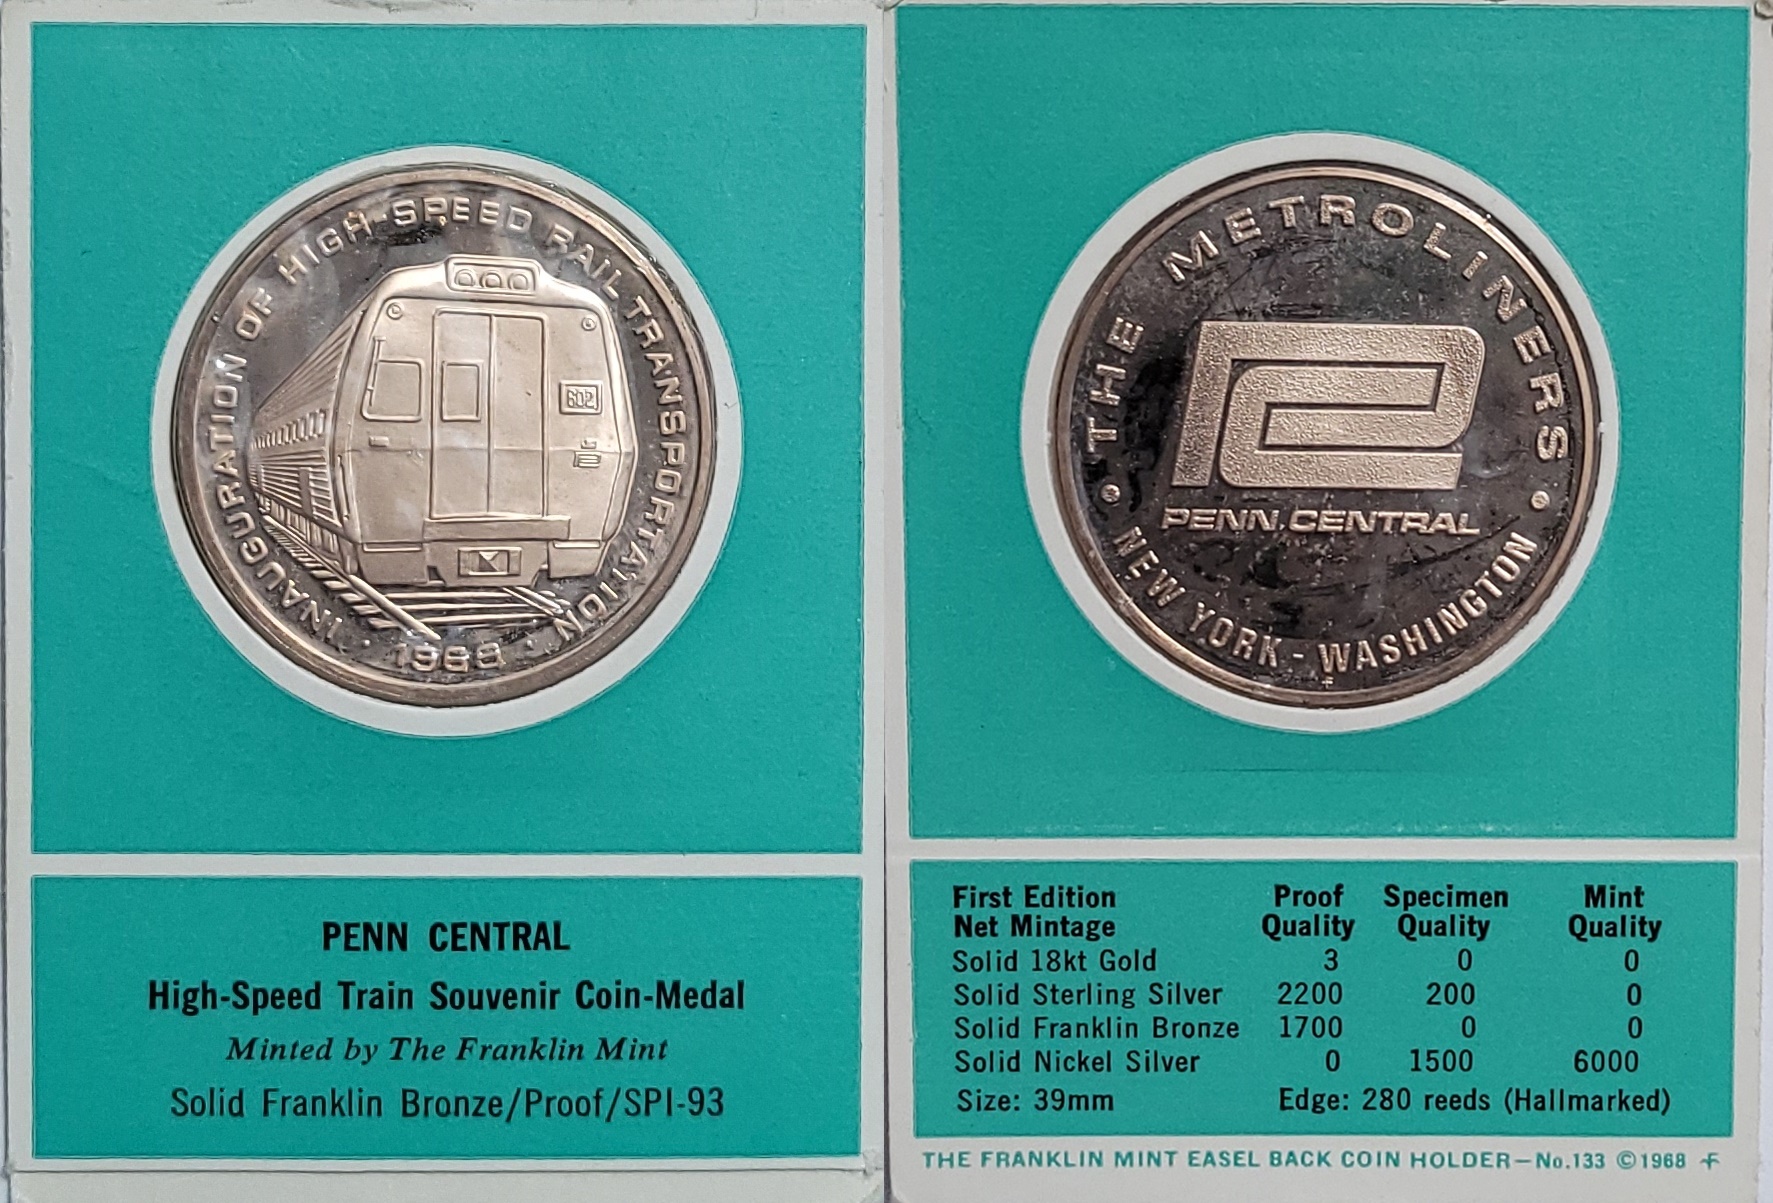 INAUGURATION OF HIGH-SPEED RAIL TRANSPORTATION
602
· 1969 ·
PENN CENTRAL
High-Speed Train Souvenir Coin-Medal
Minted by The Franklin Mint
Solid Franklin Bronze/Proof/SPI-93
• THE METROLINERS •
PENN CENTRAL
NEW YORK - WASHINGTON
First Edition Proof Specimen Mint
Net Mintage Quality Quality Quality
Solid 18kt Gold 3 0 0
Solid Sterling Silver 2200 200 0
Solid Franklin Bronze 1700 0 0
Solid Nickel Silver 0 1500 6000
Size: 39mm Edge: 280 reeds (Hallmarked)
THE FRANKLIN MINT EASEL BACK COIN HOLDER—No.133 ©1968